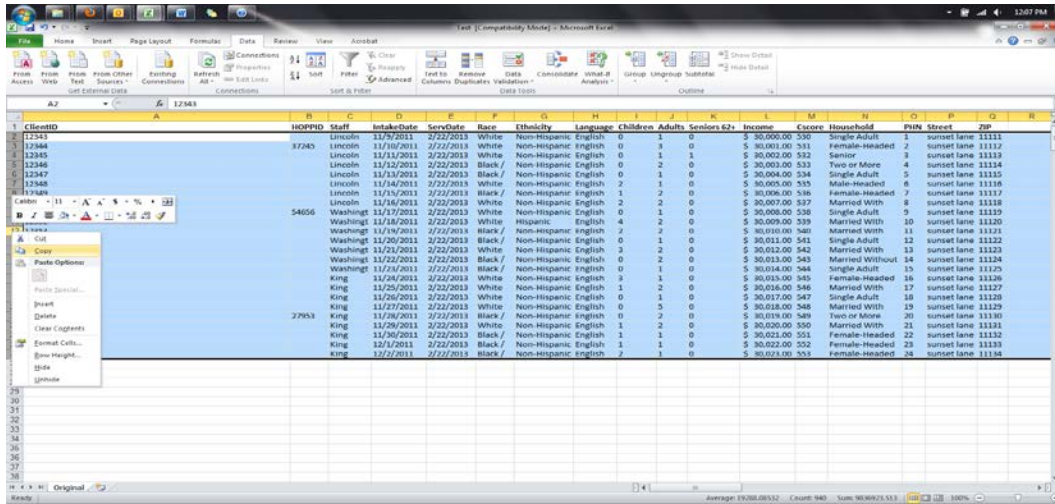 12:07 PM
Test [Compatibility Mode] - Microsoft Excel
File Home Insert Page Layout Formulas Data Review View Acrobat
From Access From Web From Text From Other Sources Existing Connections Refresh All Connections Properties Edit Links Sort Filter Clear Reapply Advanced Text to Columns Remove Duplicates Data Validation Consolidate What-If Analysis Group Ungroup Subtotal Show Detail Hide Detail
Get External Data Connections Sort & Filter Data Tools Outline
A2 fx 12343
A B C D E F G H I J K L M N O P Q R
1 ClientID HOPPID Staff IntakeDate ServDate Race Ethnicity Language Children Adults Seniors 62+ Income Cscore Household PHN Street ZIP
2 12343 Lincoln 11/9/2011 2/22/2013 White Non-Hispanic English 0 1 0 $ 30,000.00 530 Single Adult 1 sunset lane 11111
3 12344 37245 Lincoln 11/10/2011 2/22/2013 White Non-Hispanic English 0 3 0 $ 30,001.00 531 Female-Headed 2 sunset lane 11112
4 12345 Lincoln 11/11/2011 2/22/2013 White Non-Hispanic English 0 1 1 $ 30,002.00 532 Senior 3 sunset lane 11113
5 12346 Lincoln 11/12/2011 2/22/2013 Black / Non-Hispanic English 0 2 0 $ 30,003.00 533 Two or More 4 sunset lane 11114
6 12347 Lincoln 11/13/2011 2/22/2013 Black / Non-Hispanic English 0 1 0 $ 30,004.00 534 Single Adult 5 sunset lane 11115
7 12348 Lincoln 11/14/2011 2/22/2013 White Non-Hispanic English 2 1 0 $ 30,005.00 535 Male-Headed 6 sunset lane 11116
8 12349 Lincoln 11/15/2011 2/22/2013 Black / Non-Hispanic English 1 1 0 $ 30,006.00 536 Female-Headed 7 sunset lane 11117
Lincoln 11/16/2011 2/22/2013 White Non-Hispanic English 2 2 0 $ 30,007.00 537 Married With 8 sunset lane 11118
54656 Washingt 11/17/2011 2/22/2013 White Non-Hispanic English 0 1 0 $ 30,008.00 538 Single Adult 9 sunset lane 11119
Washingt 2/22/2013 White Hispanic English 4 2 0 $ 30,009.00 539 Married With 10 sunset lane 11120
Washingt 11/19/2011 2/22/2013 Black / Non-Hispanic English 2 2 0 $ 30,010.00 540 Married With 11 sunset lane 11121
Washingt 11/20/2011 2/22/2013 Black / Non-Hispanic English 0 1 0 $ 30,011.00 541 Single Adult 12 sunset lane 11122
Washingt 2/22/2013 White Non-Hispanic English 3 2 0 $ 30,012.00 542 Married With 13 sunset lane 11123
Washingt 11/22/2011 2/22/2013 Black / Non-Hispanic English 0 2 0 $ 30,013.00 543 Married Without 14 sunset lane 11124
Washingt 11/23/2011 2/22/2013 Black / Non-Hispanic English 0 1 0 $ 30,014.00 544 Single Adult 15 sunset lane 11125
King 11/24/2011 2/22/2013 White Non-Hispanic English 3 1 0 $ 30,015.00 545 Female-Headed 16 sunset lane 11126
King 11/25/2011 2/22/2013 White Non-Hispanic English 1 2 0 $ 30,016.00 546 Married With 17 sunset lane 11127
King 11/26/2011 2/22/2013 White Non-Hispanic English 0 1 0 $ 30,017.00 547 Single Adult 18 sunset lane 11128
King 11/27/2011 2/22/2013 White Non-Hispanic English 0 5 0 $ 30,018.00 548 Married With 19 sunset lane 11129
27953 King 11/28/2011 2/22/2013 Black / Non-Hispanic English 0 2 0 $ 30,019.00 549 Two or More 20 sunset lane 11130
King 11/29/2011 2/22/2013 White Non-Hispanic English 1 2 0 $ 30,020.00 550 Married With 21 sunset lane 11131
King 11/30/2011 2/22/2013 Black / Non-Hispanic English 1 1 0 $ 30,021.00 551 Female-Headed 22 sunset lane 11132
King 12/1/2011 2/22/2013 Black / Non-Hispanic English 1 1 0 $ 30,022.00 552 Female-Headed 23 sunset lane 11133
King 12/2/2011 2/22/2013 Black / Non-Hispanic English 2 1 0 $ 30,023.00 553 Female-Headed 24 sunset lane 11134
Calibri 11 A A $ % ,
B I A
Cut
Copy
Paste Options:
Paste Special...
Insert
Delete
Clear Contents
Format Cells...
Row Height...
Hide
Unhide
29
30
31
32
33
34
35
36
37
38
Original
Ready Count: 940 100%